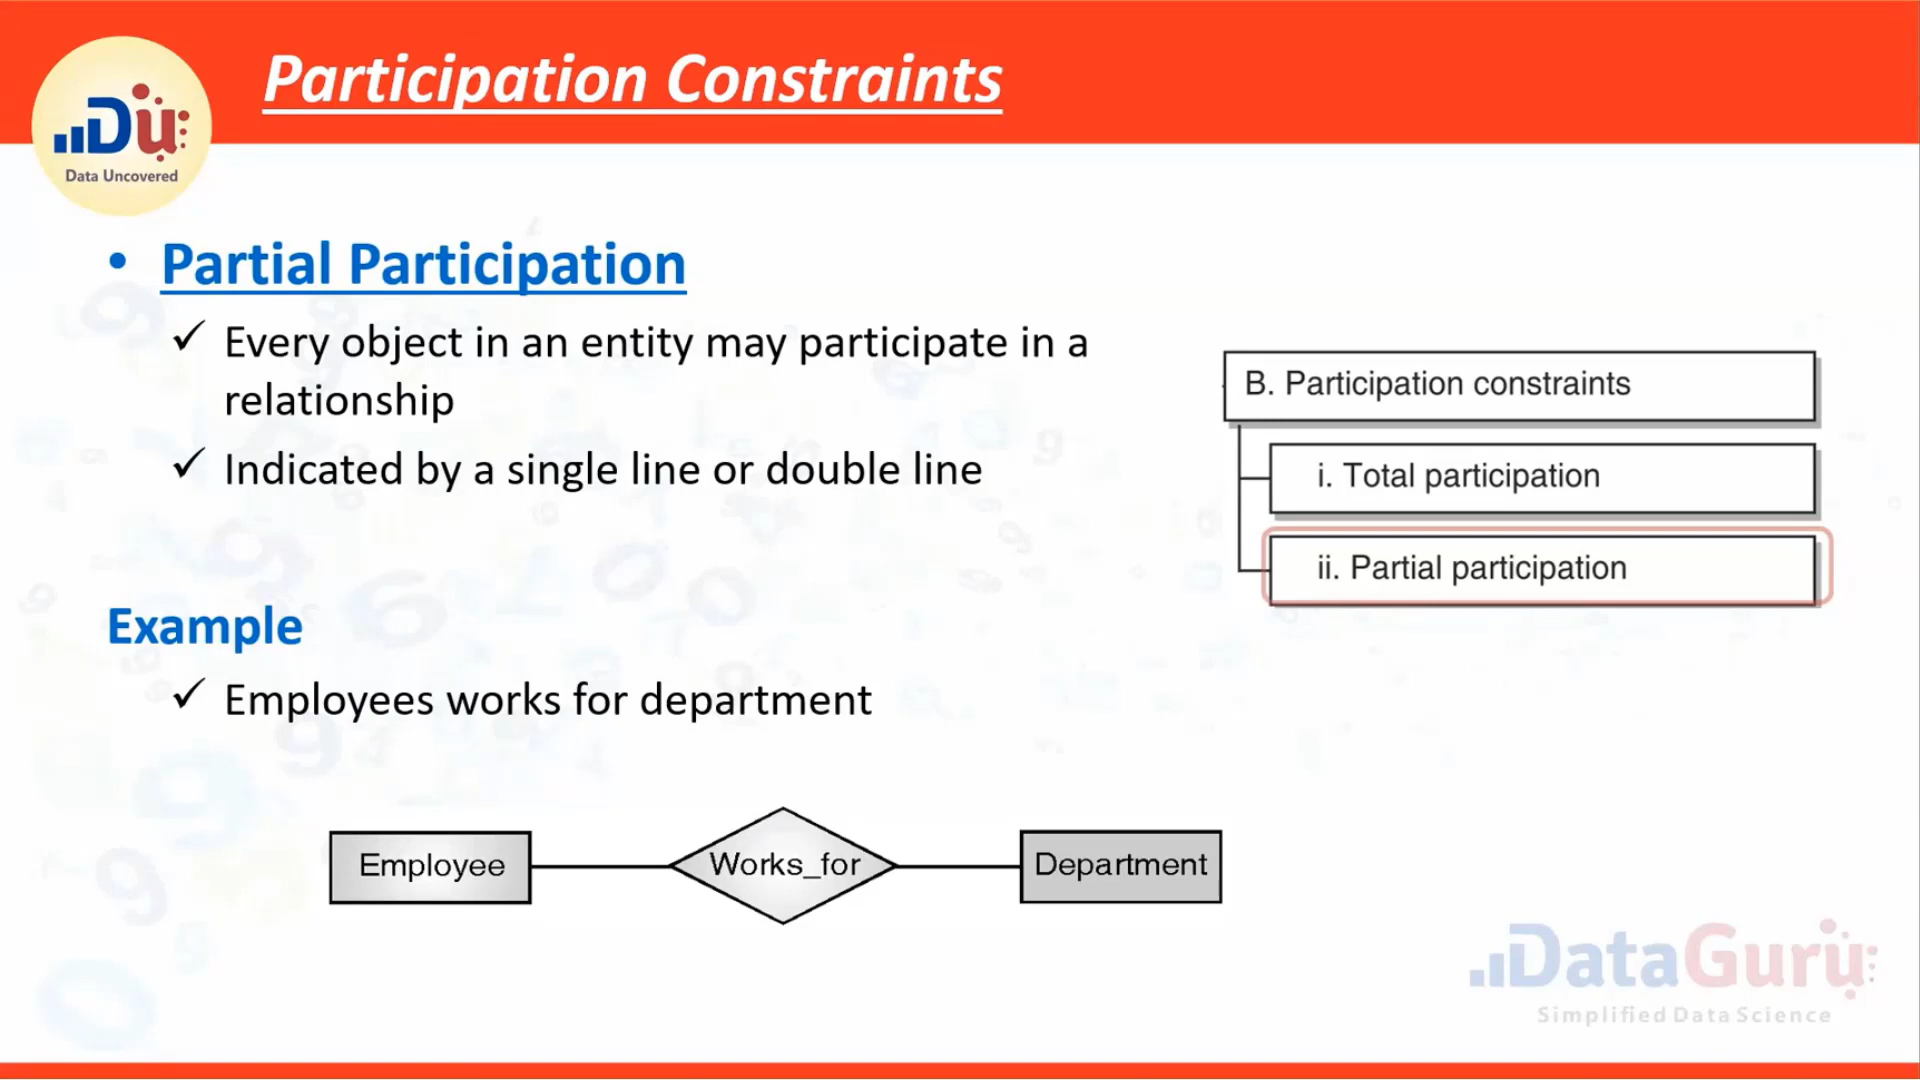 Participation Constraints
DU
Data Uncovered
• Partial Participation
✓ Every object in an entity may participate in a
relationship
✓ Indicated by a single line or double line
B. Participation constraints
i. Total participation
ii. Partial participation
Example
✓ Employees works for department
Employee
Works_for
Department
DataGuru
Simplified Data Science